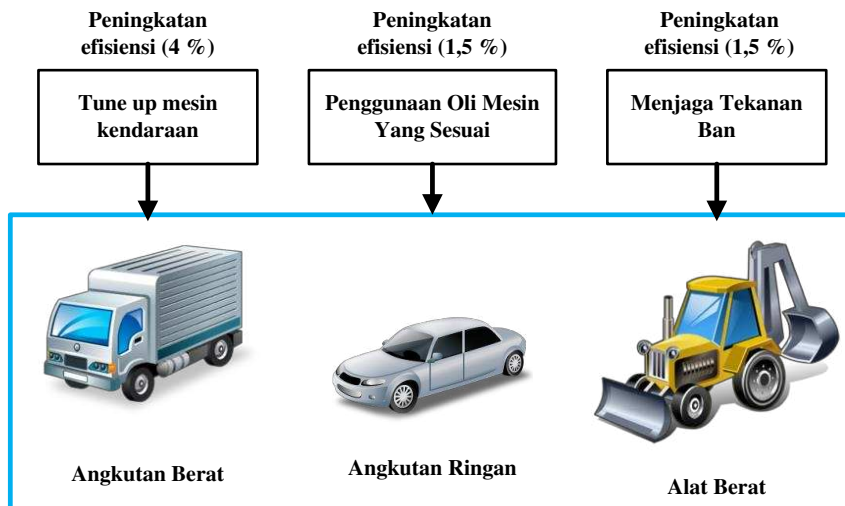 Peningkatan
efisiensi (4 %)
Peningkatan
efisiensi (1,5 %)
Peningkatan
efisiensi (1,5 %)
Tune up mesin
kendaraan
Penggunaan Oli Mesin
Yang Sesuai
Menjaga Tekanan
Ban
Angkutan Berat
Angkutan Ringan
Alat Berat